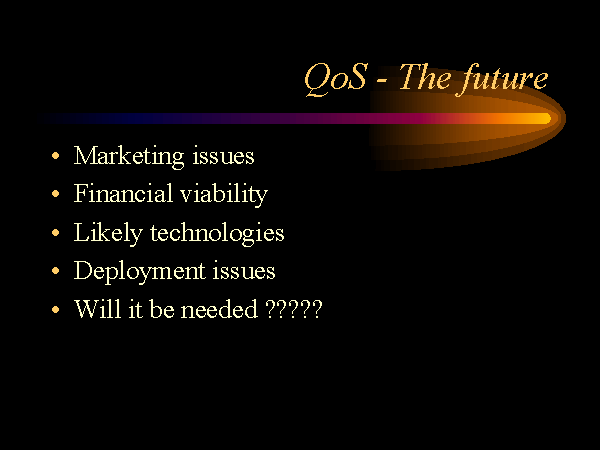 QoS - The future
• Marketing issues
• Financial viability
• Likely technologies
• Deployment issues
• Will it be needed ?????